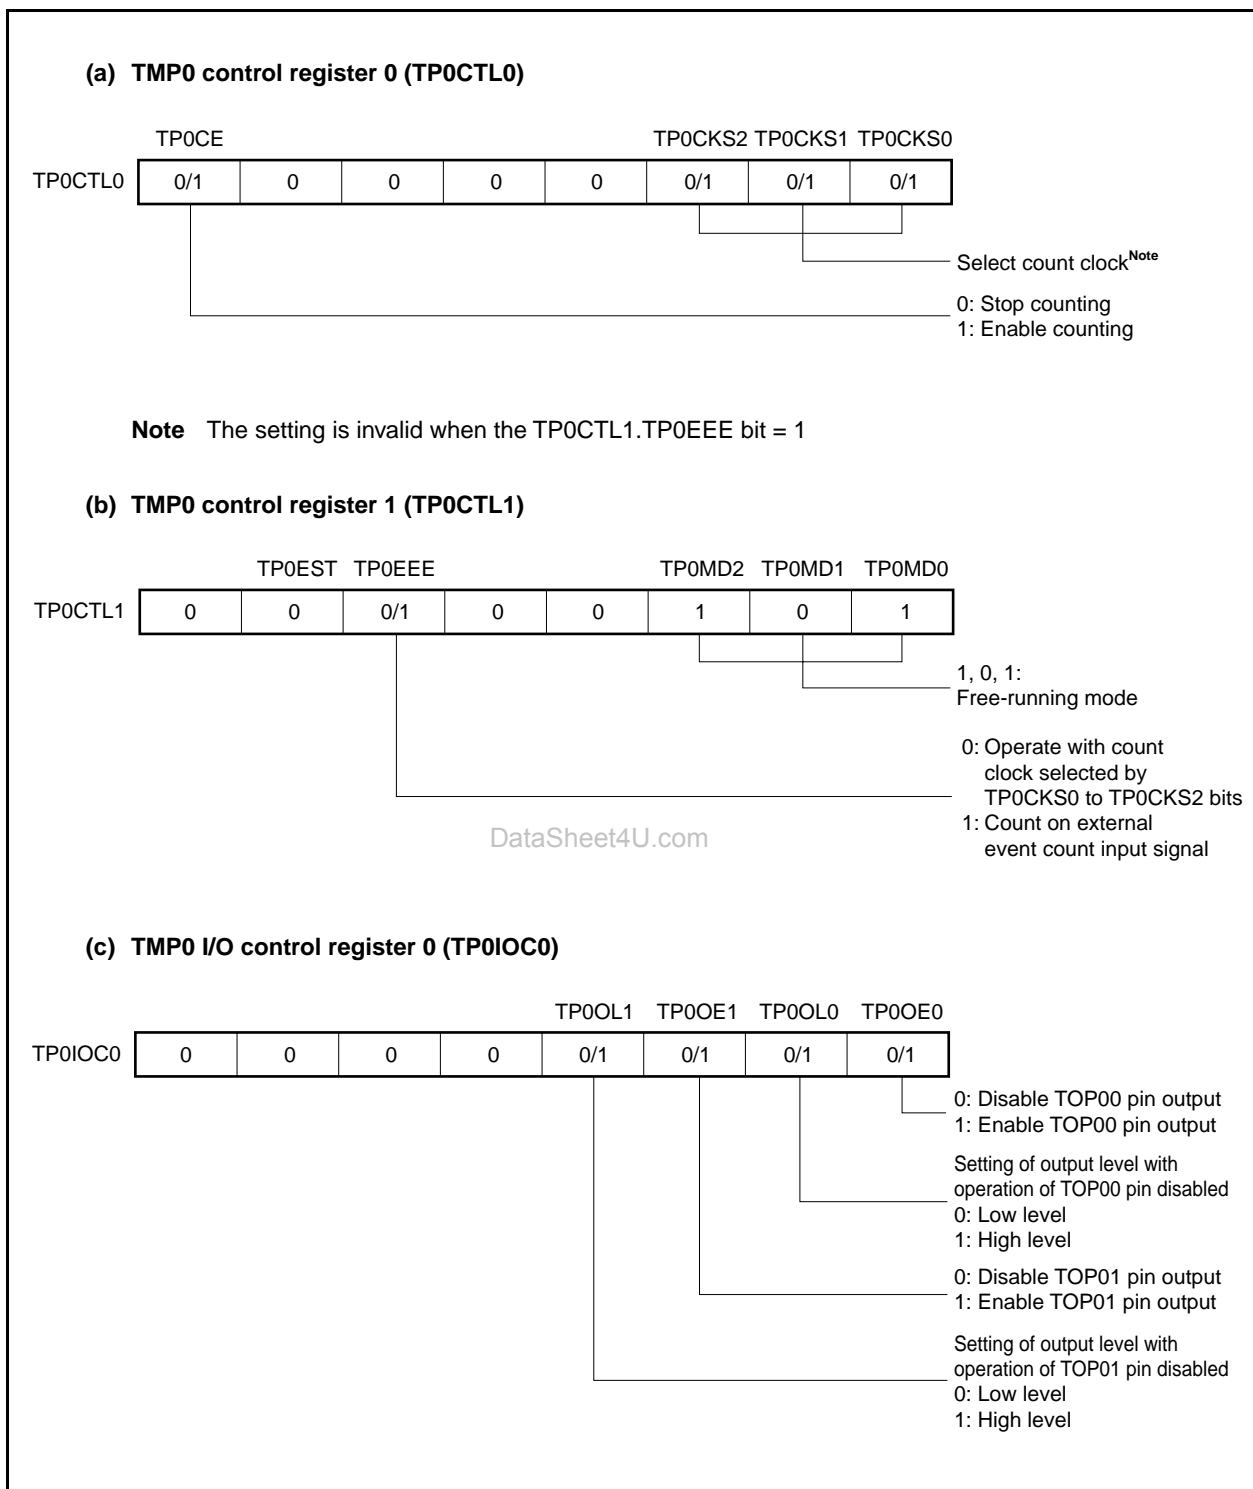 (a) TMP0 control register 0 (TP0CTL0)
TP0CE TP0CKS2 TP0CKS1 TP0CKS0
TP0CTL0 0/1 0 0 0 0 0/1 0/1 0/1
Select count clockNote
0: Stop counting
1: Enable counting
Note The setting is invalid when the TP0CTL1.TP0EEE bit = 1
(b) TMP0 control register 1 (TP0CTL1)
TP0EST TP0EEE TP0MD2 TP0MD1 TP0MD0
TP0CTL1 0 0 0/1 0 0 1 0 1
1, 0, 1:
Free-running mode
0: Operate with count
clock selected by
TP0CKS0 to TP0CKS2 bits
1: Count on external
event count input signal
DataSheet4U.com
(c) TMP0 I/O control register 0 (TP0IOC0)
TP0OL1 TP0OE1 TP0OL0 TP0OE0
TP0IOC0 0 0 0 0 0/1 0/1 0/1 0/1
0: Disable TOP00 pin output
1: Enable TOP00 pin output
Setting of output level with
operation of TOP00 pin disabled
0: Low level
1: High level
0: Disable TOP01 pin output
1: Enable TOP01 pin output
Setting of output level with
operation of TOP01 pin disabled
0: Low level
1: High level